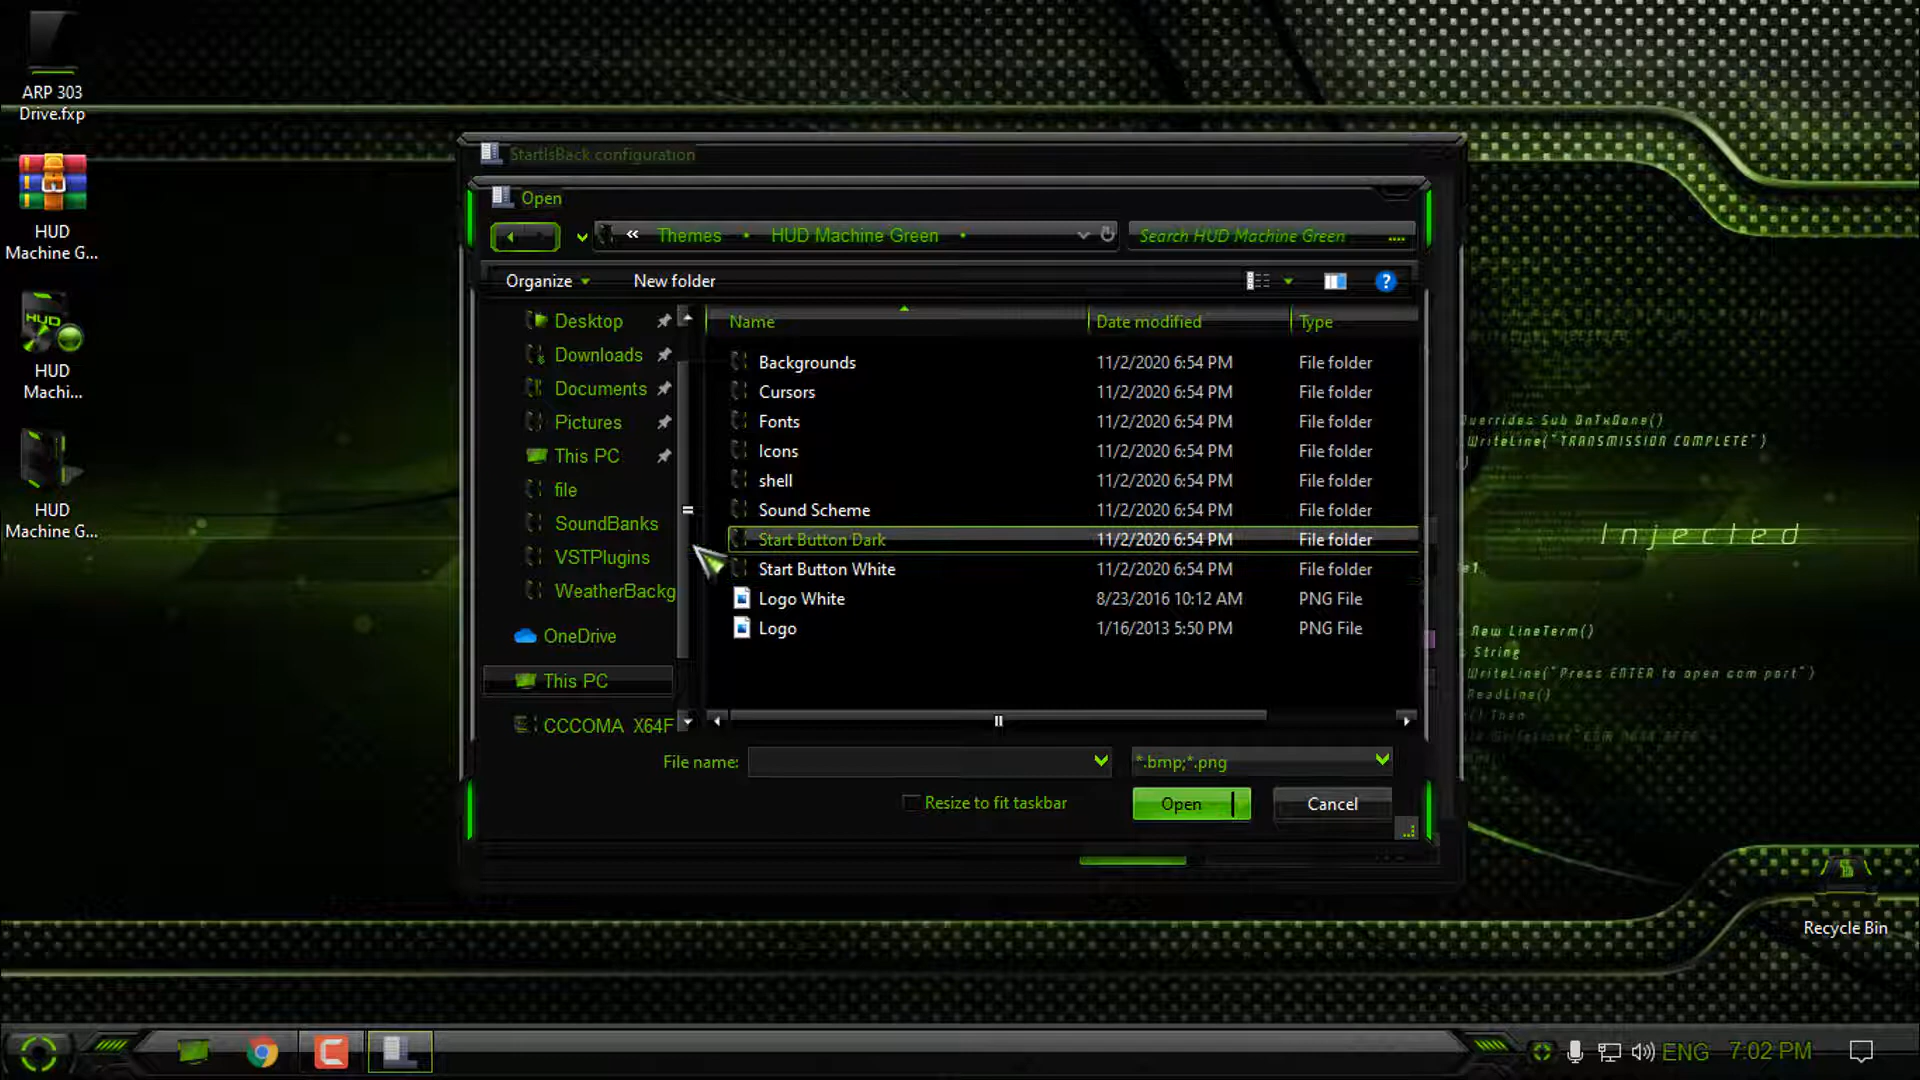 ARP 303
Drive.fxp
HUD
Machine G...
HUD
HUD
Machi...
HUD
Machine G...
StartIsBack configuration
Open
« Themes HUD Machine Green
Search HUD Machine Green
Organize
New folder
?
Desktop
Downloads
Documents
Pictures
This PC
file
SoundBanks
VSTPlugins
WeatherBackg
OneDrive
This PC
CCCOMA_X64F
Name Date modified Type
Backgrounds 11/2/2020 6:54 PM File folder
Cursors 11/2/2020 6:54 PM File folder
Fonts 11/2/2020 6:54 PM File folder
Icons 11/2/2020 6:54 PM File folder
shell 11/2/2020 6:54 PM File folder
Sound Scheme 11/2/2020 6:54 PM File folder
Start Button Dark 11/2/2020 6:54 PM File folder
Start Button White 11/2/2020 6:54 PM File folder
Logo White 8/23/2016 10:12 AM PNG File
Logo 1/16/2013 5:50 PM PNG File
File name:
*.bmp;*.png
Resize to fit taskbar
Open
Cancel
WriteLine("TRANSMISSION COMPLETE")
Injected
New LineTerm()
String
WriteLine("Press ENTER to open com port")
ReadLine()
Then
Recycle Bin
ENG
7:02 PM